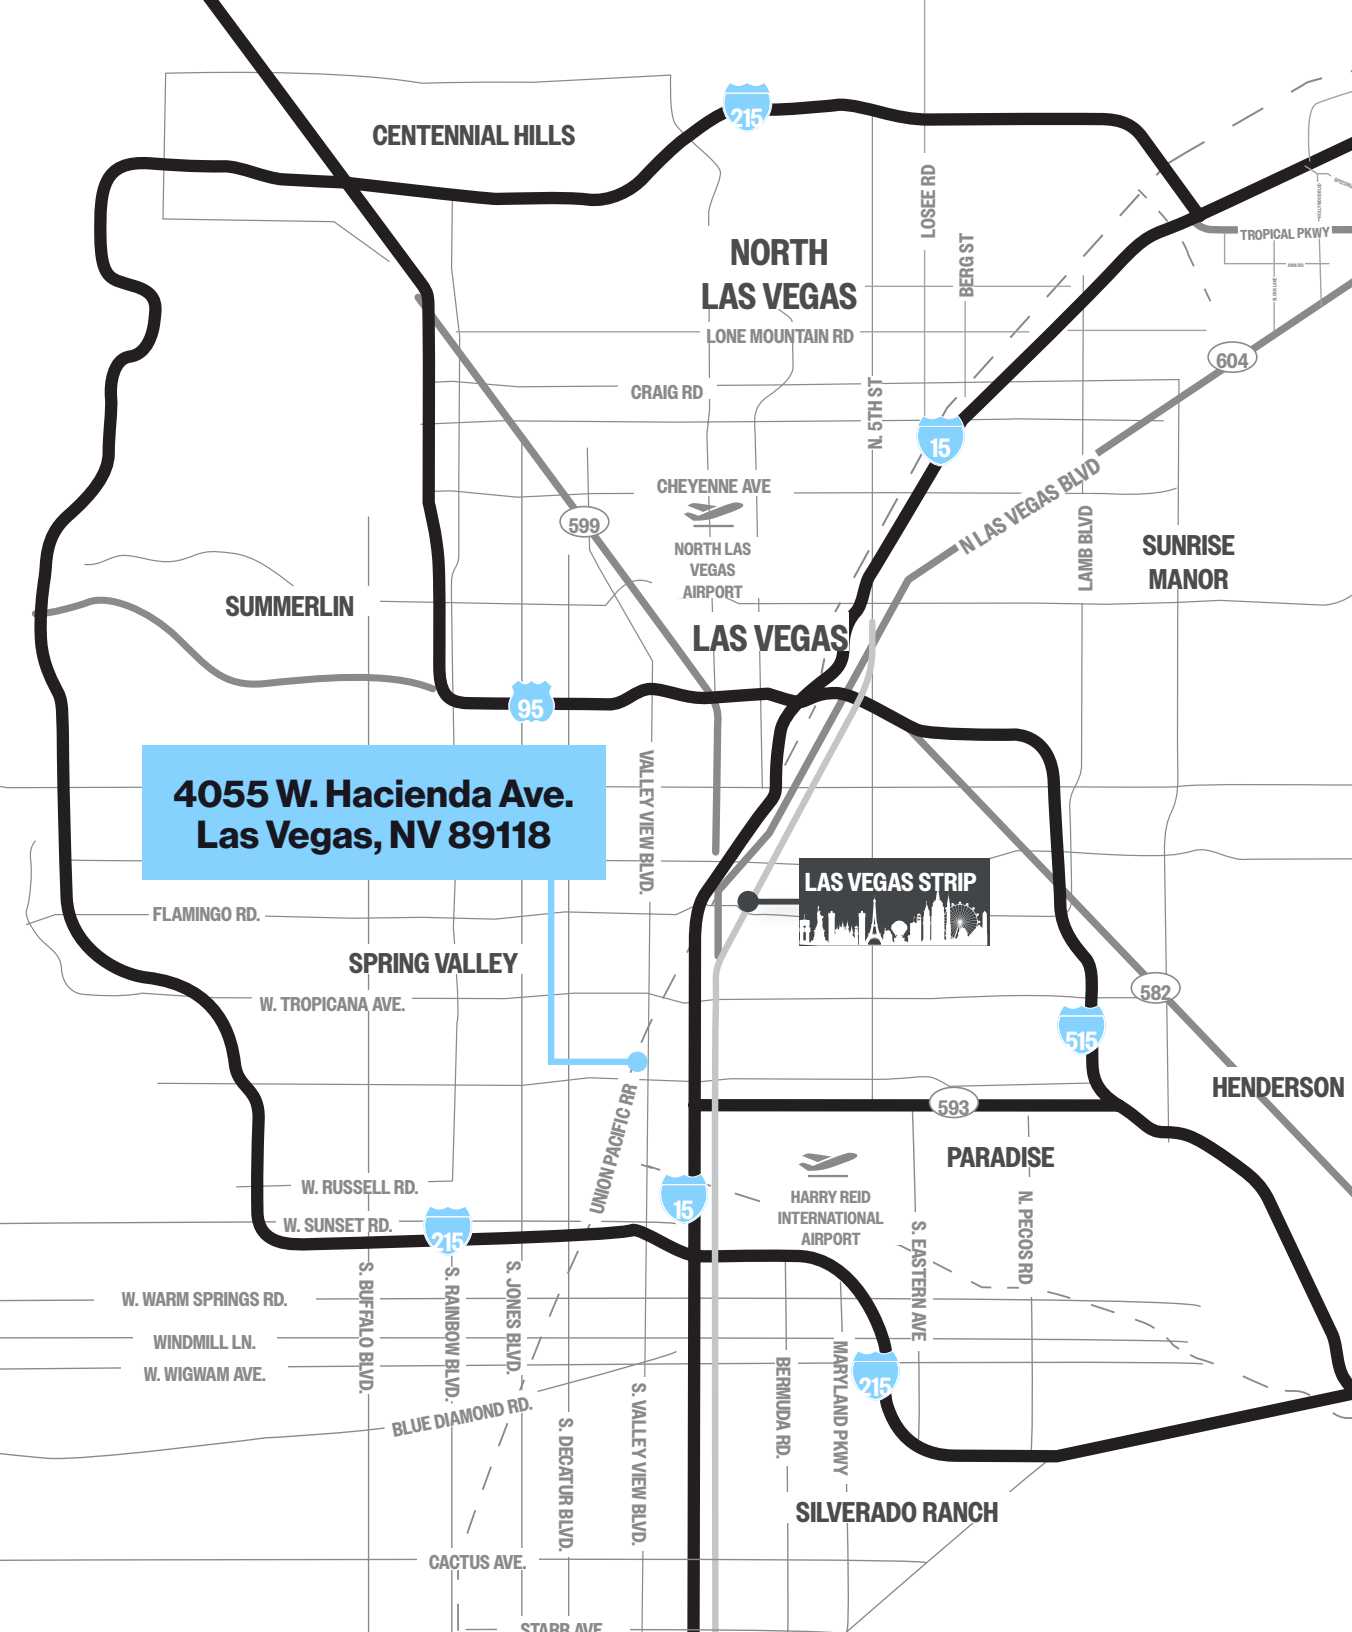 215
CENTENNIAL HILLS
LOSEE RD
BERG ST
TROPICAL PKWY
ANN RD
NORTH
LAS VEGAS
LONE MOUNTAIN RD
604
CRAIG RD
N. 5TH ST
15
CHEYENNE AVE
N LAS VEGAS BLVD
599
LAMB BLVD
NORTH LAS
VEGAS
AIRPORT
SUNRISE
MANOR
SUMMERLIN
LAS VEGAS
95
4055 W. Hacienda Ave.
Las Vegas, NV 89118
VALLEY VIEW BLVD.
LAS VEGAS STRIP
FLAMINGO RD.
SPRING VALLEY
W. TROPICANA AVE.
582
515
HENDERSON
593
UNION PACIFIC RR
PARADISE
W. RUSSELL RD.
15
HARRY REID
INTERNATIONAL
AIRPORT
W. SUNSET RD.
215
S. EASTERN AVE
N. PECOS RD
S. BUFFALO BLVD.
S. RAINBOW BLVD.
S. JONES BLVD.
W. WARM SPRINGS RD.
WINDMILL LN.
W. WIGWAM AVE.
215
BERMUDA RD.
MARYLAND PKWY
BLUE DIAMOND RD.
S. DECATUR BLVD.
S. VALLEY VIEW BLVD.
SILVERADO RANCH
CACTUS AVE.
STARR AVE